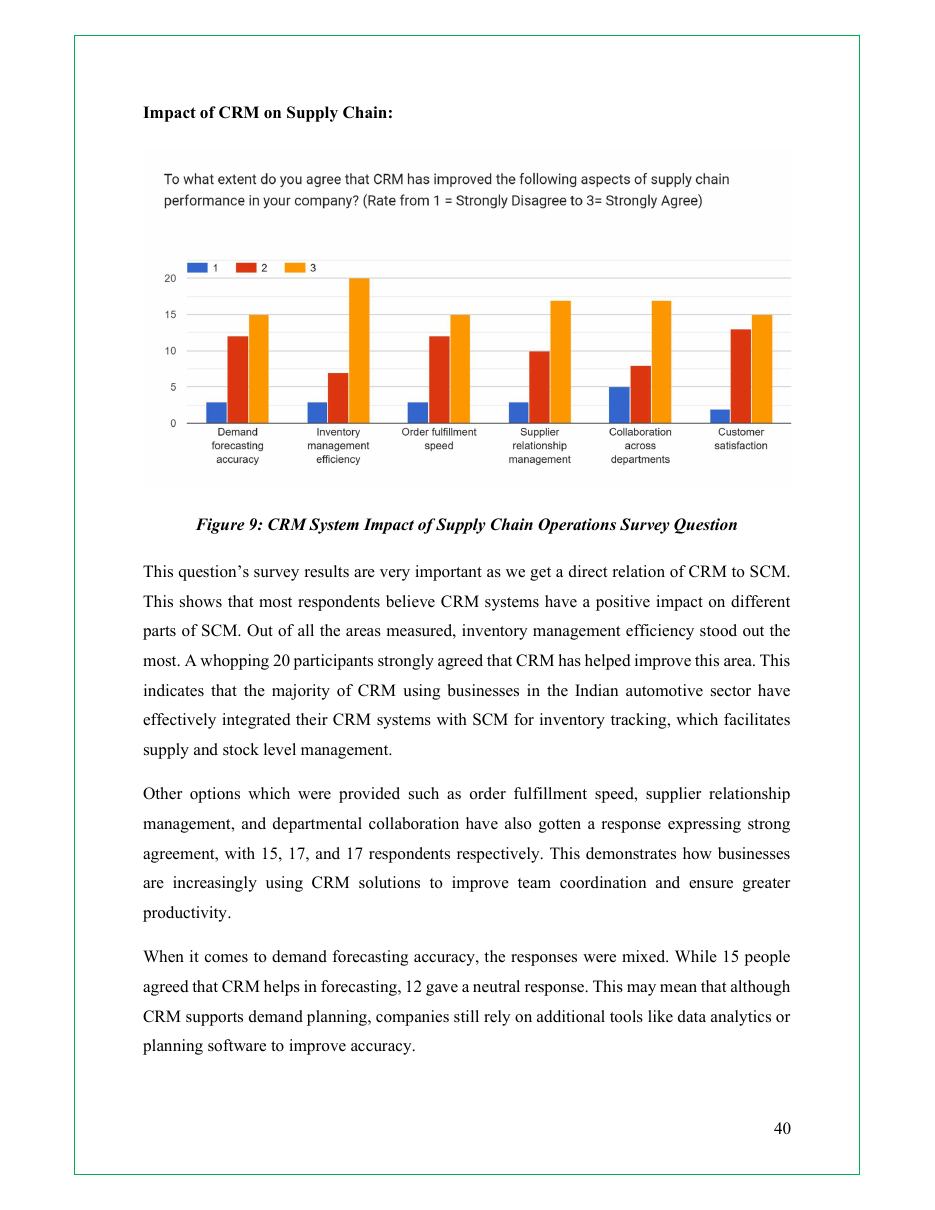 Impact of CRM on Supply Chain:
To what extent do you agree that CRM has improved the following aspects of supply chain
performance in your company? (Rate from 1 = Strongly Disagree to 3= Strongly Agree)
1 2 3
20
15
10
5
0
Demand
forecasting
accuracy
Inventory
management
efficiency
Order fulfillment
speed
Supplier
relationship
management
Collaboration
across
departments
Customer
satisfaction
Figure 9: CRM System Impact of Supply Chain Operations Survey Question
This question’s survey results are very important as we get a direct relation of CRM to SCM.
This shows that most respondents believe CRM systems have a positive impact on different
parts of SCM. Out of all the areas measured, inventory management efficiency stood out the
most. A whopping 20 participants strongly agreed that CRM has helped improve this area. This
indicates that the majority of CRM using businesses in the Indian automotive sector have
effectively integrated their CRM systems with SCM for inventory tracking, which facilitates
supply and stock level management.
Other options which were provided such as order fulfillment speed, supplier relationship
management, and departmental collaboration have also gotten a response expressing strong
agreement, with 15, 17, and 17 respondents respectively. This demonstrates how businesses
are increasingly using CRM solutions to improve team coordination and ensure greater
productivity.
When it comes to demand forecasting accuracy, the responses were mixed. While 15 people
agreed that CRM helps in forecasting, 12 gave a neutral response. This may mean that although
CRM supports demand planning, companies still rely on additional tools like data analytics or
planning software to improve accuracy.
40